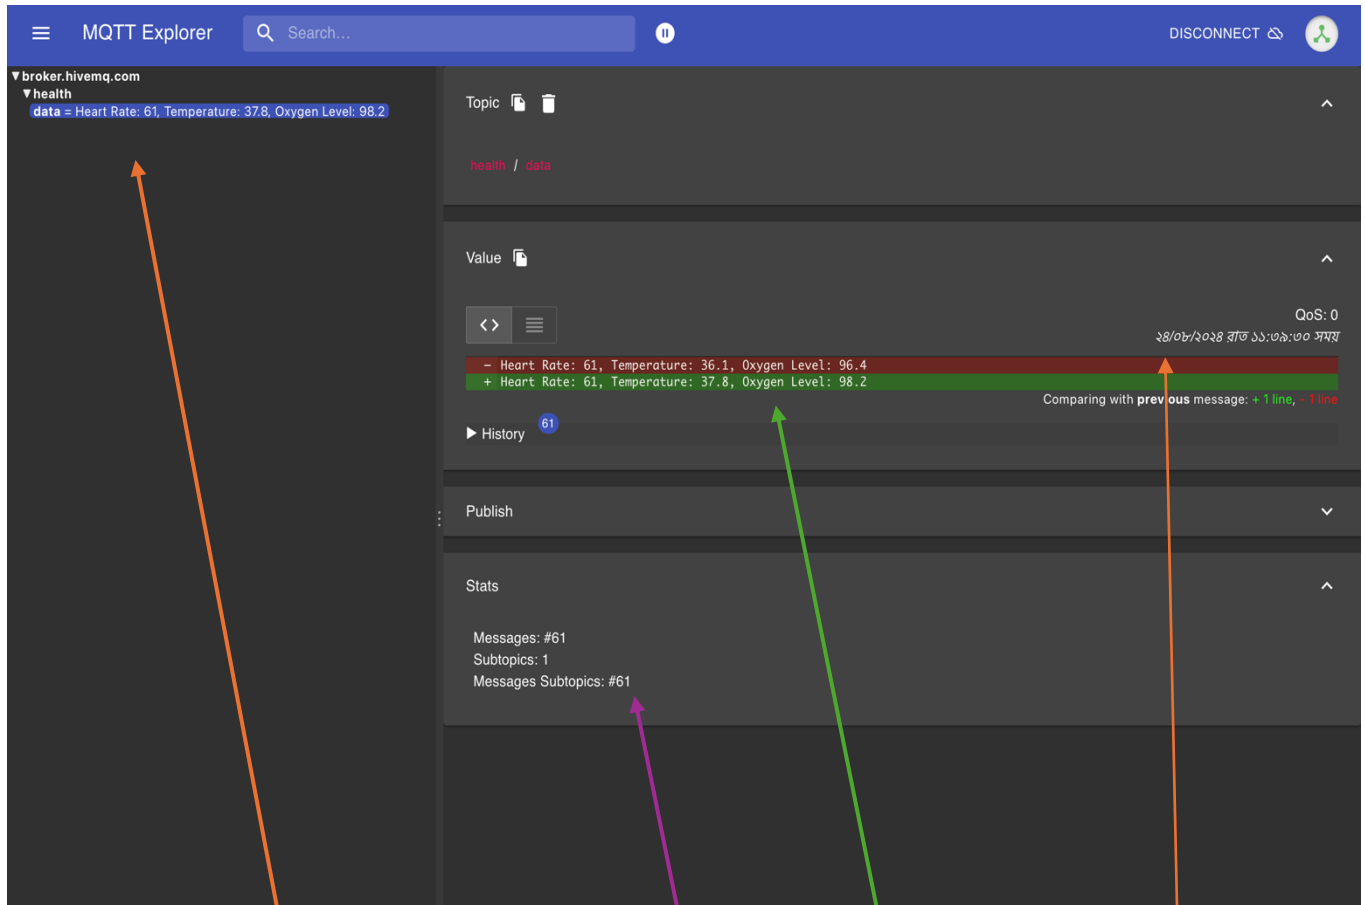 MQTT Explorer
Search...
DISCONNECT
broker.hivemq.com
health
data = Heart Rate: 61, Temperature: 37.8, Oxygen Level: 98.2
Topic
health / data
Value
QoS: 0
২৪/০৮/২০২৪ রাত ১১:৩৯:৩০ সময়
- Heart Rate: 61, Temperature: 36.1, Oxygen Level: 96.4
+ Heart Rate: 61, Temperature: 37.8, Oxygen Level: 98.2
Comparing with previous message: + 1 line, - 1 line
History 61
Publish
Stats
Messages: #61
Subtopics: 1
Messages Subtopics: #61